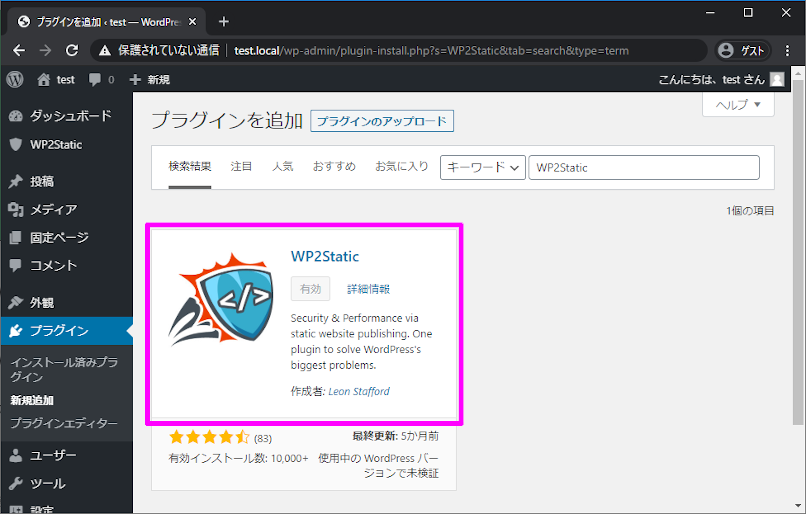 プラグインを追加 ‹ test — WordPre
保護されていない通信 | test.local/wp-admin/plugin-install.php?s=WP2Static&tab=search&type=term
ゲスト
test 0 新規
こんにちは、test さん
ヘルプ
ダッシュボード
WP2Static
投稿
メディア
固定ページ
コメント
外観
プラグイン
インストール済みプラ
グイン
新規追加
プラグインエディター
ユーザー
ツール
設定
プラグインを追加 プラグインのアップロード
検索結果 注目 人気 おすすめ お気に入り キーワード WP2Static
1個の項目
WP2Static
有効 詳細情報
Security & Performance via
static website publishing. One
plugin to solve WordPress's
biggest problems.
作成者: Leon Stafford
(83)
最終更新: 5か月前
有効インストール数: 10,000+
使用中の WordPress バー
ジョンで未検証